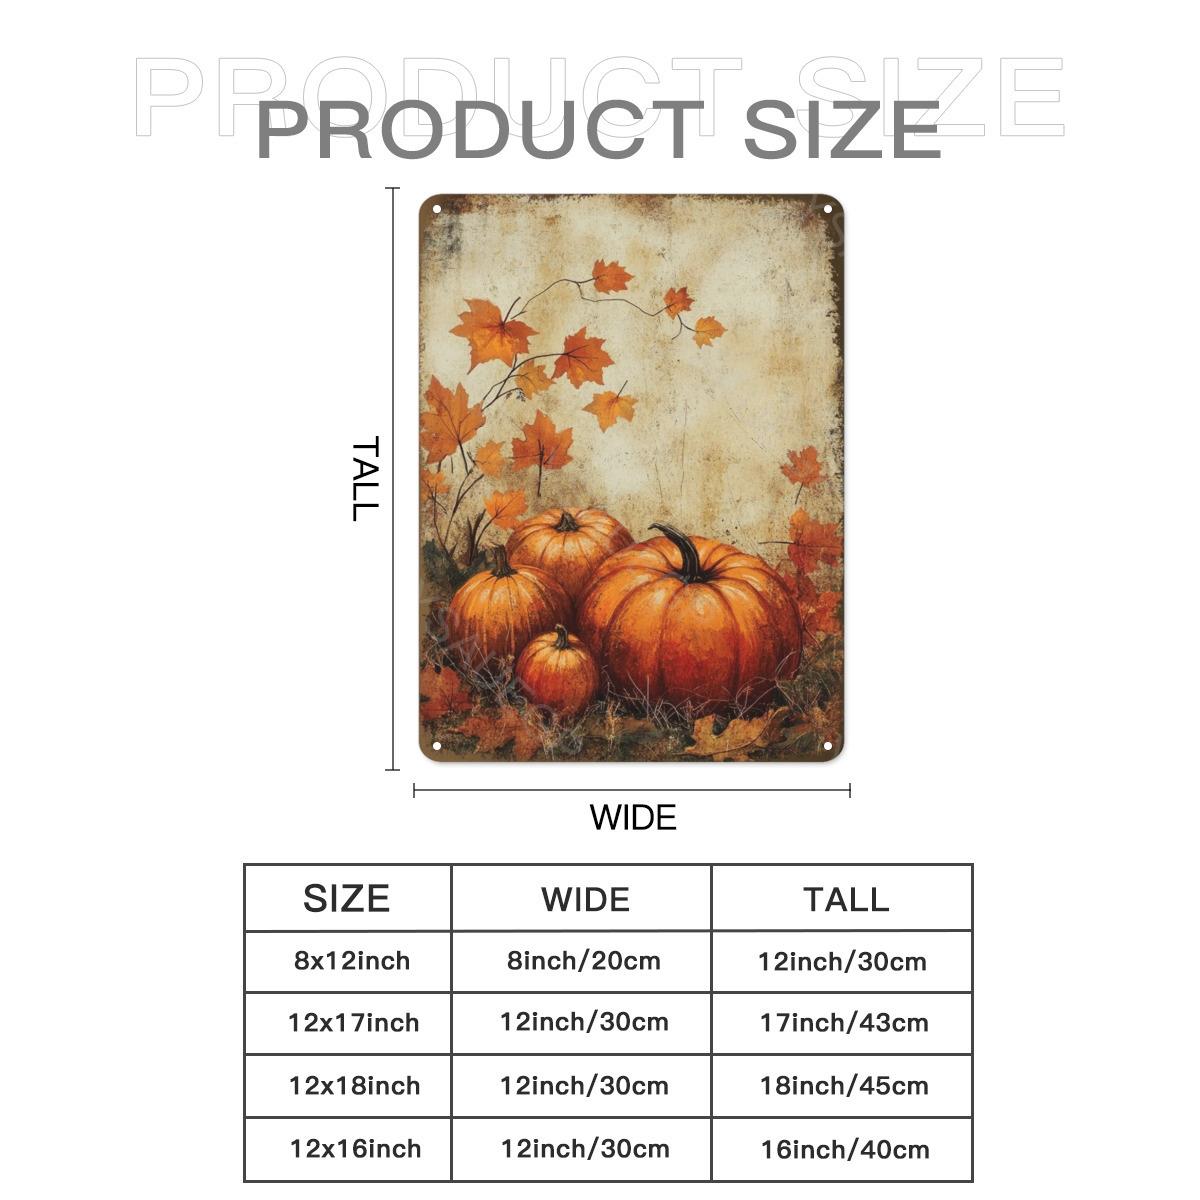 PRODUCT SIZE
PRODUCT SIZE
TALL
WIDE
SIZE WIDE TALL
8x12inch 8inch/20cm 12inch/30cm
12x17inch 12inch/30cm 17inch/43cm
12x18inch 12inch/30cm 18inch/45cm
12x16inch 12inch/30cm 16inch/40cm